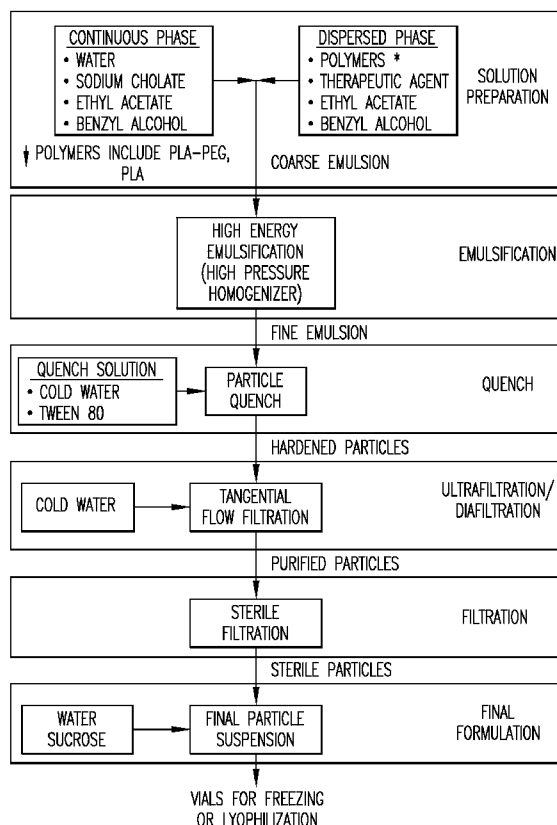 CONTINUOUS PHASE
• WATER
• SODIUM CHOLATE
• ETHYL ACETATE
• BENZYL ALCOHOL
DISPERSED PHASE
• POLYMERS *
• THERAPEUTIC AGENT
• ETHYL ACETATE
• BENZYL ALCOHOL
SOLUTION
PREPARATION
POLYMERS INCLUDE PLA-PEG,
PLA
COARSE EMULSION
HIGH ENERGY
EMULSIFICATION
(HIGH PRESSURE
HOMOGENIZER)
EMULSIFICATION
FINE EMULSION
QUENCH SOLUTION
• COLD WATER
• TWEEN 80
PARTICLE
QUENCH
QUENCH
HARDENED PARTICLES
COLD WATER
TANGENTIAL
FLOW FILTRATION
ULTRAFILTRATION/
DIAFILTRATION
PURIFIED PARTICLES
STERILE
FILTRATION
FILTRATION
STERILE PARTICLES
WATER
SUCROSE
FINAL PARTICLE
SUSPENSION
FINAL
FORMULATION
VIALS FOR FREEZING
OR LYOPHILIZATION